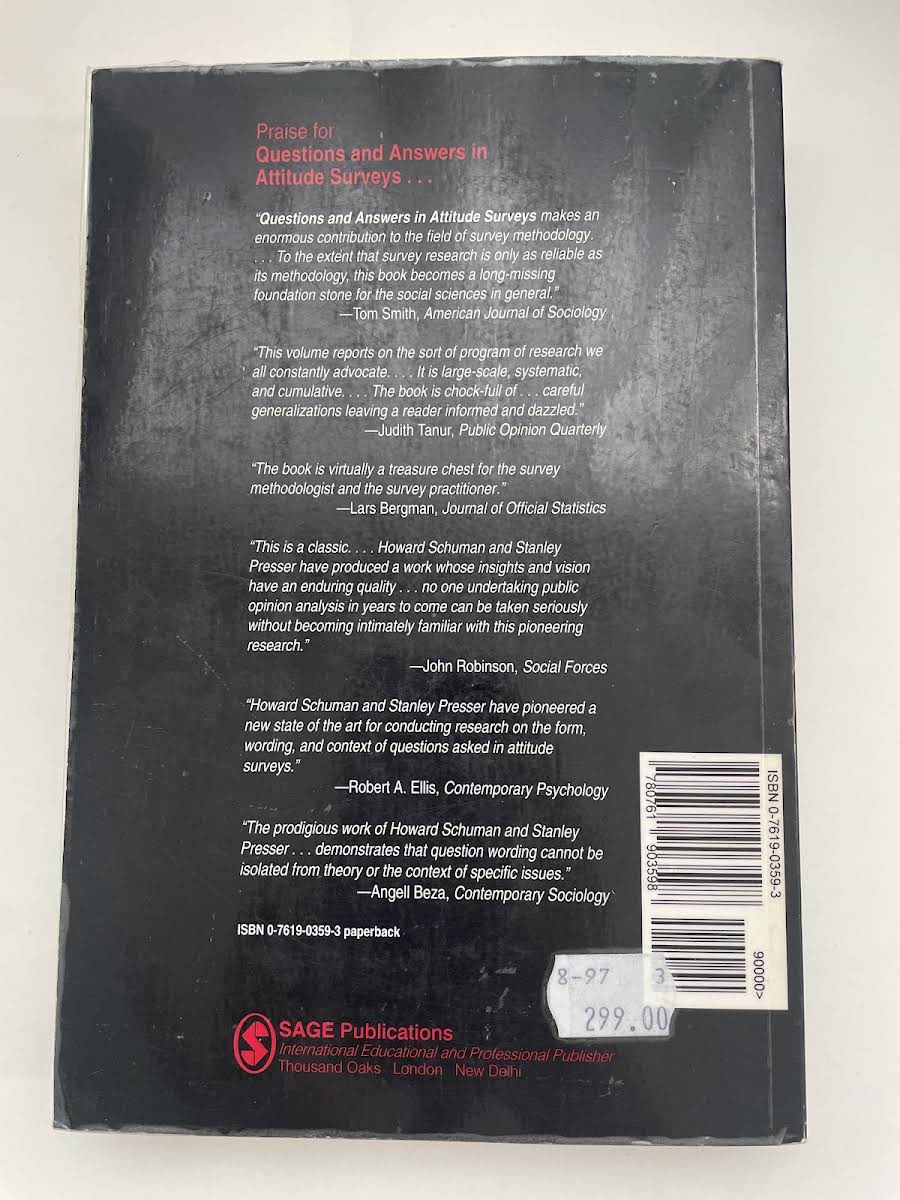 Praise for
Questions and Answers in
Attitude Surveys . . .
“Questions and Answers in Attitude Surveys makes an
enormous contribution to the field of survey methodology.
. . . To the extent that survey research is only as reliable as
its methodology, this book becomes a long-missing
foundation stone for the social sciences in general.”
—Tom Smith, American Journal of Sociology
“This volume reports on the sort of program of research we
all constantly advocate. . . . It is large-scale, systematic,
and cumulative. . . . The book is chock-full of . . . careful
generalizations leaving a reader informed and dazzled.”
—Judith Tanur, Public Opinion Quarterly
“The book is virtually a treasure chest for the survey
methodologist and the survey practitioner.”
—Lars Bergman, Journal of Official Statistics
“This is a classic. . . . Howard Schuman and Stanley
Presser have produced a work whose insights and vision
have an enduring quality . . . no one undertaking public
opinion analysis in years to come can be taken seriously
without becoming intimately familiar with this pioneering
research.”
—John Robinson, Social Forces
“Howard Schuman and Stanley Presser have pioneered a
new state of the art for conducting research on the form,
wording, and context of questions asked in attitude
surveys.”
—Robert A. Ellis, Contemporary Psychology
“The prodigious work of Howard Schuman and Stanley
Presser . . . demonstrates that question wording cannot be
isolated from theory or the context of specific issues.”
—Angell Beza, Contemporary Sociology
ISBN 0-7619-0359-3 paperback
ISBN 0-7619-0359-3
780761 903598
90000>
8-97 3
299.00
S
SAGE Publications
International Educational and Professional Publisher
Thousand Oaks London New Delhi